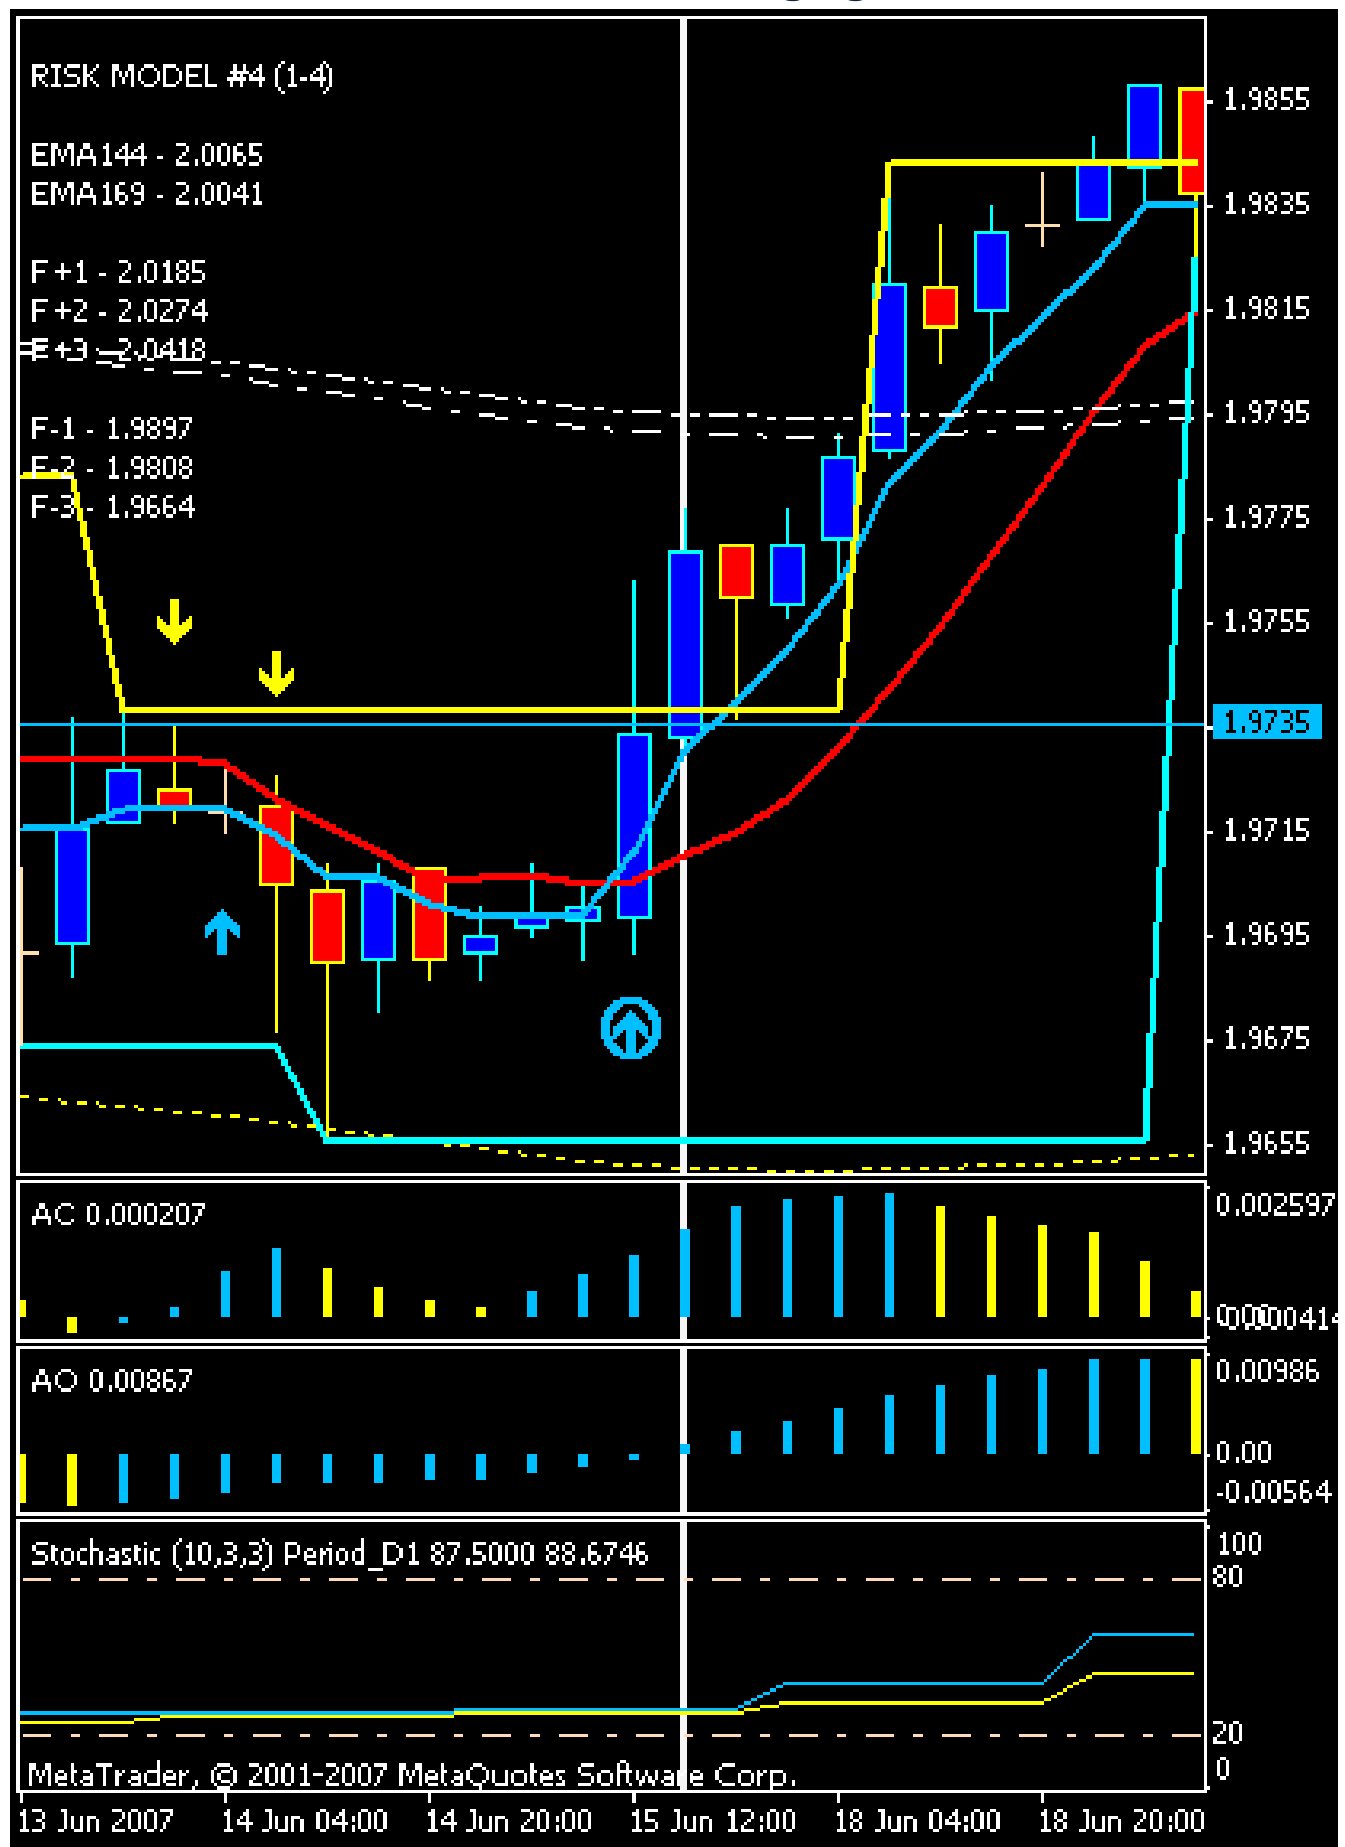 RISK MODEL #4 (1-4)
EMA144 - 2.0065
EMA169 - 2.0041
F+1 - 2.0185
F+2 - 2.0274
F+3 - 2.0418
F-1 - 1.9897
F-2 - 1.9808
F-3 - 1.9664
1.9855
1.9835
1.9815
1.9795
1.9775
1.9755
1.9735
1.9715
1.9695
1.9675
1.9655
AC 0.000207
0.002597
AO 0.00867
0.00986
0.00
-0.00564
Stochastic (10,3,3) Period_D1 87.5000 88.6746
100
80
20
0
MetaTrader, © 2001-2007 MetaQuotes Software Corp.
13 Jun 2007 14 Jun 04:00 14 Jun 20:00 15 Jun 12:00 18 Jun 04:00 18 Jun 20:00